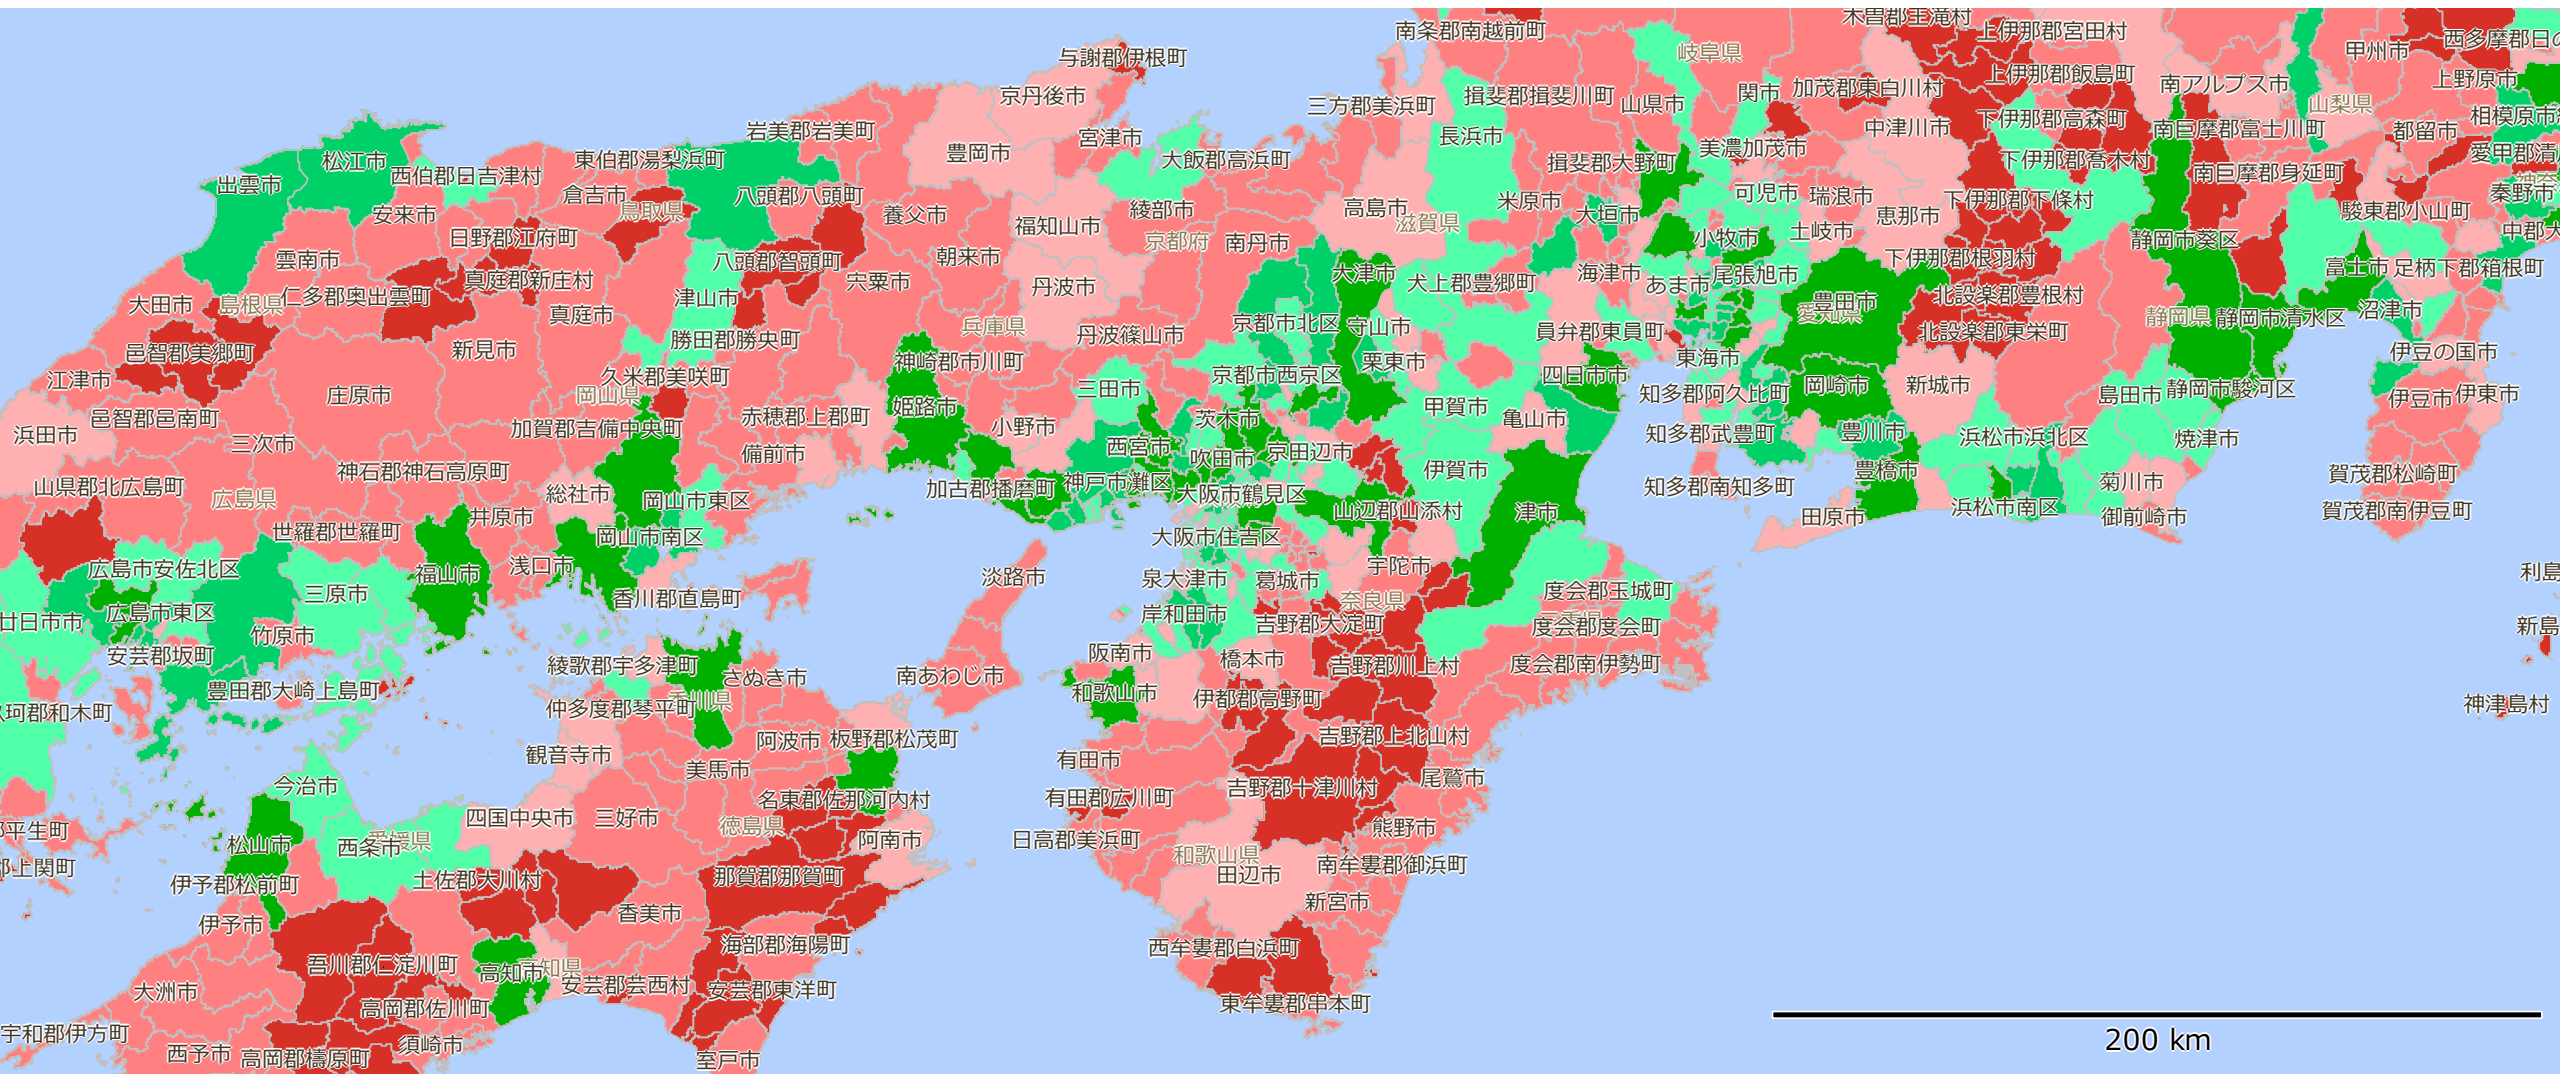 木曽郡王滝村
南条郡南越前町
上伊那郡宮田村
岐阜県
甲州市
西多摩郡日の
与謝郡伊根町
上伊那郡飯島町
上野原市
南アルプス市
加茂郡東白川村
関市
京丹後市
揖斐郡揖斐川町
山県市
三方郡美浜町
山梨県
相模原市
下伊那郡高森町
中津川市
南巨摩郡富士川町
都留市
岩美郡岩美町
宮津市
長浜市
美濃加茂市
豊岡市
愛甲郡清
松江市
東伯郡湯梨浜町
大飯郡高浜町
揖斐郡大野町
下伊那郡喬木村
南巨摩郡身延町
西伯郡日吉津村
出雲市
倉吉市
八頭郡八頭町
可児市
瑞浪市
秦野市
米原市
下伊那郡下條村
鳥取県
安来市
養父市
綾部市
高島市
大垣市
恵那市
駿東郡小山町
福知山市
滋賀県
京都府
南丹市
日野郡江府町
小牧市
土岐市
静岡市葵区
中郡大
雲南市
八頭郡智頭町
朝来市
下伊那郡根羽村
真庭郡新庄村
宍粟市
大津市
犬上郡豊郷町
海津市
あま市
尾張旭市
富士市
足柄下郡箱根町
丹波市
大田市
島根県
仁多郡奥出雲町
津山市
豊田市
愛知県
北設楽郡豊根村
真庭市
静岡県
静岡市清水区
沼津市
兵庫県
京都市北区
守山市
員弁郡東員町
北設楽郡東栄町
丹波篠山市
勝田郡勝央町
邑智郡美郷町
新見市
神崎郡市川町
栗東市
東海市
伊豆の国市
江津市
久米郡美咲町
京都市西京区
四日市市
岡崎市
新城市
三田市
静岡市駿河区
庄原市
岡山県
知多郡阿久比町
島田市
伊豆市
伊東市
姫路市
甲賀市
邑智郡邑南町
赤穂郡上郡町
茨木市
亀山市
浜田市
加賀郡吉備中央町
小野市
知多郡武豊町
豊川市
浜松市浜北区
焼津市
三次市
西宮市
備前市
京田辺市
吹田市
神石郡神石高原町
伊賀市
豊橋市
賀茂郡松崎町
山県郡北広島町
加古郡播磨町
神戸市灘区
知多郡南知多町
菊川市
広島県
総社市
岡山市東区
大阪市鶴見区
浜松市南区
井原市
山辺郡山添村
津市
田原市
御前崎市
賀茂郡南伊豆町
世羅郡世羅町
岡山市南区
大阪市住吉区
浅口市
宇陀市
広島市安佐北区
福山市
淡路市
泉大津市
葛城市
利島
三原市
香川郡直島町
奈良県
度会郡玉城町
広島市東区
岸和田市
廿日市市
吉野郡大淀町
三重県
度会郡度会町
新島
竹原市
安芸郡坂町
阪南市
橋本市
綾歌郡宇多津町
さぬき市
南あわじ市
吉野郡川上村
度会郡南伊勢町
豊田郡大崎上島町
和歌山市
伊都郡高野町
香川県
仲多度郡琴平町
神津島村
玖珂郡和木町
吉野郡上北山村
阿波市
板野郡松茂町
観音寺市
有田市
美馬市
尾鷲市
今治市
吉野郡十津川村
名東郡佐那河内村
有田郡広川町
四国中央市
三好市
徳島県
熊野市
郡平生町
松山市
西条市
愛媛県
阿南市
日高郡美浜町
和歌山県
田辺市
南牟婁郡御浜町
郡上関町
伊予郡松前町
土佐郡大川村
那賀郡那賀町
新宮市
伊予市
香美市
海部郡海陽町
西牟婁郡白浜町
吾川郡仁淀川町
高知市
高知県
安芸郡芸西村
安芸郡東洋町
大洲市
高岡郡佐川町
東牟婁郡串本町
宇和郡伊方町
200 km
西予市
高岡郡檮原町
須崎市
室戸市